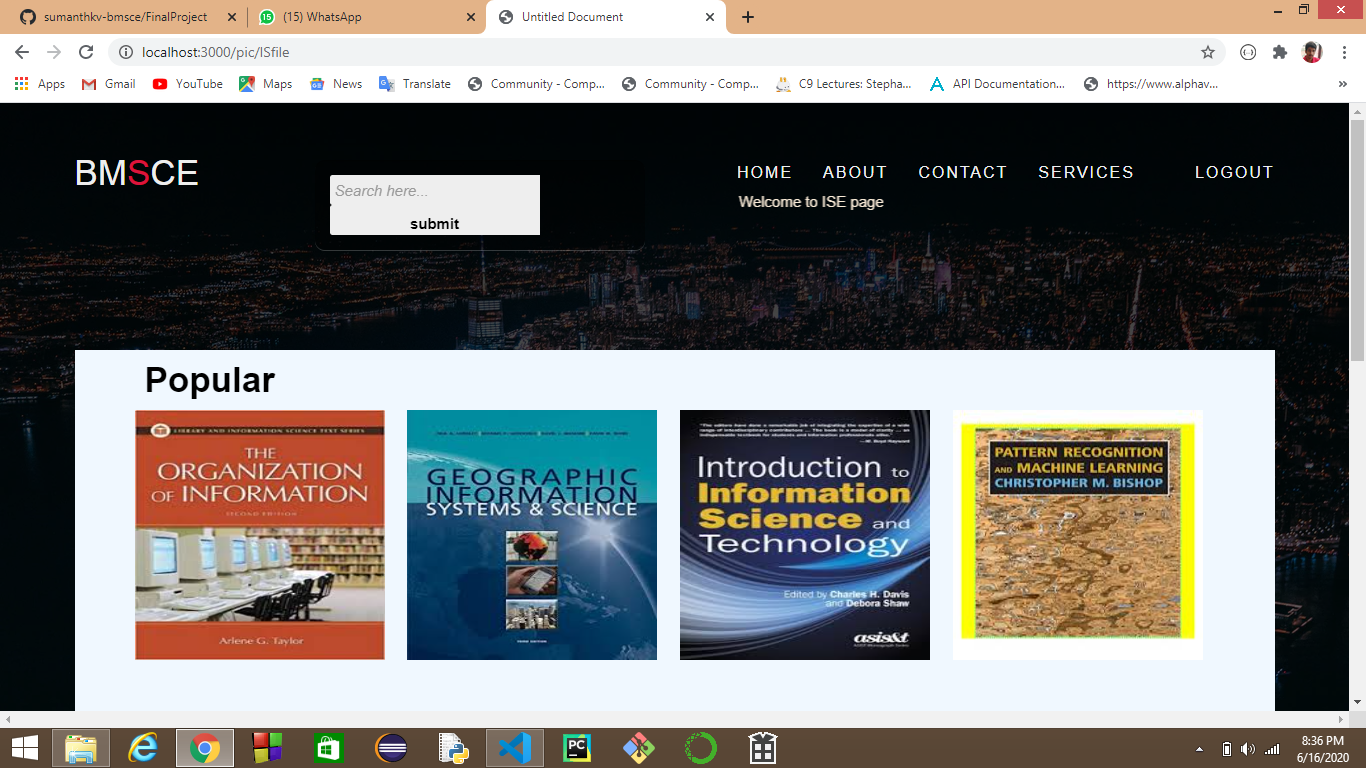 sumanthkv-bmsce/FinalProject
(15) WhatsApp
Untitled Document
localhost:3000/pic/ISfile
Apps
Gmail
YouTube
Maps
News
Translate
Community - Comp...
Community - Comp...
C9 Lectures: Stepha...
API Documentation...
https://www.alphav...
»
BMSCE
Search here...
submit
HOME
ABOUT
CONTACT
SERVICES
LOGOUT
Welcome to ISE page
Popular
LIBRARY AND INFORMATION SCIENCE TEXT SERIES
THE
ORGANIZATION
OF INFORMATION
SECOND EDITION
Arlene G. Taylor
GEOGRAPHIC
INFORMATION
SYSTEMS & SCIENCE
THIRD EDITION
—W. Boyd Rayward
Introduction to
Information
Science and
Technology
Edited by Charles H. Davis
and Debora Shaw
asis&t
PATTERN RECOGNITION
AND MACHINE LEARNING
CHRISTOPHER M. BISHOP
PC
8:36 PM
6/16/2020